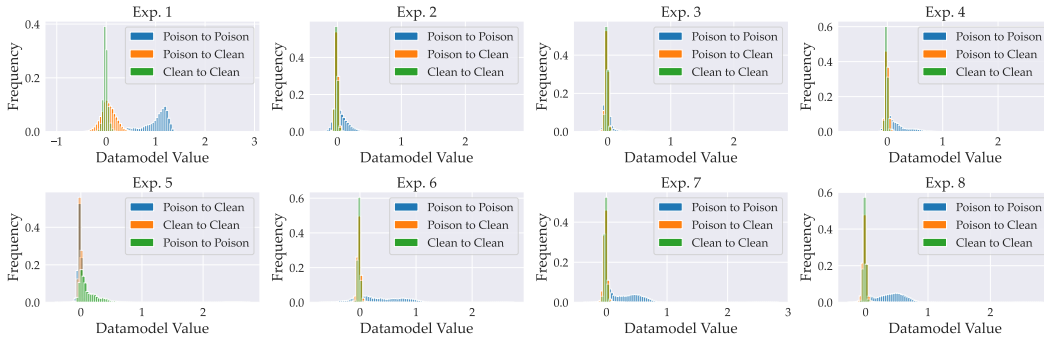 Exp. 1
Frequency
0.4
0.2
0.0
Poison to Poison
Poison to Clean
Clean to Clean
−1 0 1 2 3
Datamodel Value
Exp. 2
Frequency
0.4
0.2
0.0
Poison to Poison
Poison to Clean
Clean to Clean
0 1 2
Datamodel Value
Exp. 3
Frequency
0.4
0.2
0.0
Poison to Poison
Poison to Clean
Clean to Clean
0 1 2
Datamodel Value
Exp. 4
Frequency
0.6
0.4
0.2
0.0
Poison to Poison
Poison to Clean
Clean to Clean
0 1 2
Datamodel Value
Exp. 5
Frequency
0.4
0.2
0.0
Poison to Clean
Clean to Clean
Poison to Poison
0 1 2
Datamodel Value
Exp. 6
Frequency
0.6
0.4
0.2
0.0
Poison to Poison
Poison to Clean
Clean to Clean
0 1 2
Datamodel Value
Exp. 7
Frequency
0.4
0.2
0.0
Poison to Poison
Poison to Clean
Clean to Clean
0 1 2 3
Datamodel Value
Exp. 8
Frequency
0.6
0.4
0.2
0.0
Poison to Poison
Poison to Clean
Clean to Clean
0 1 2
Datamodel Value